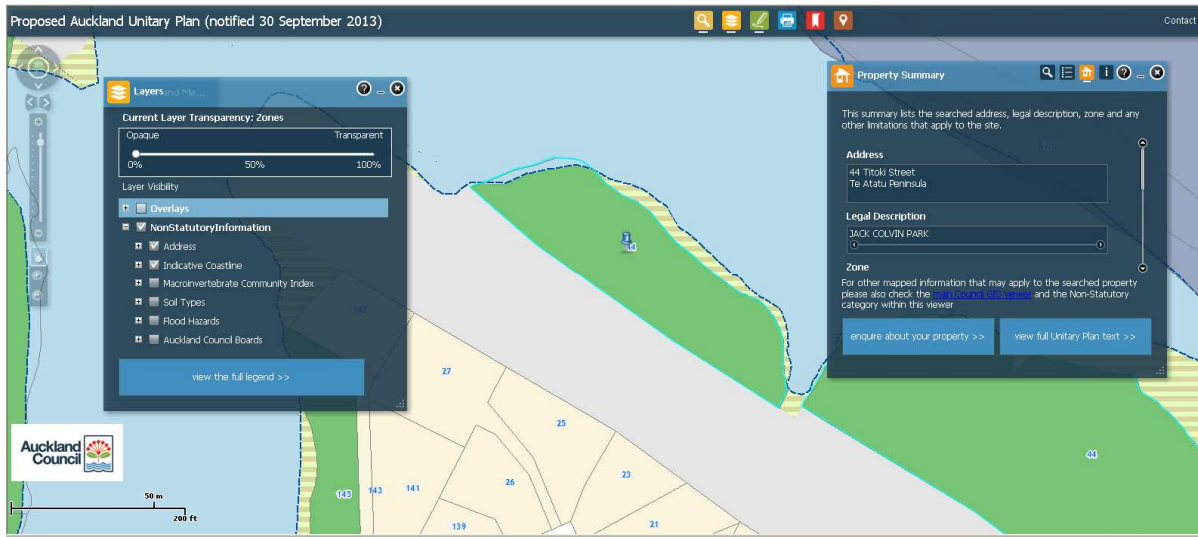 Proposed Auckland Unitary Plan (notified 30 September 2013)
Contact
Layers
Current Layer Transparency: Zones
Opaque Transparent
0% 50% 100%
Layer Visibility
Overlays
NonStatutoryInformation
Address
Indicative Coastline
Macroinvertebrate Community Index
Soil Types
Flood Hazards
Auckland Council Boards
view the full legend >>
Property Summary
This summary lists the searched address, legal description, zone and any
other limitations that apply to the site.
Address
44 Titoki Street
Te Atatu Peninsula
Legal Description
JACK COLVIN PARK
Zone
For other mapped information that may apply to the searched property
please also check the main Council GIS viewer and the Non-Statutory
category within this viewer
enquire about your property >>
view full Unitary Plan text >>
44
145
27
25
44
23
26
145
143
141
139
21
Auckland
Council
50 m
200 ft